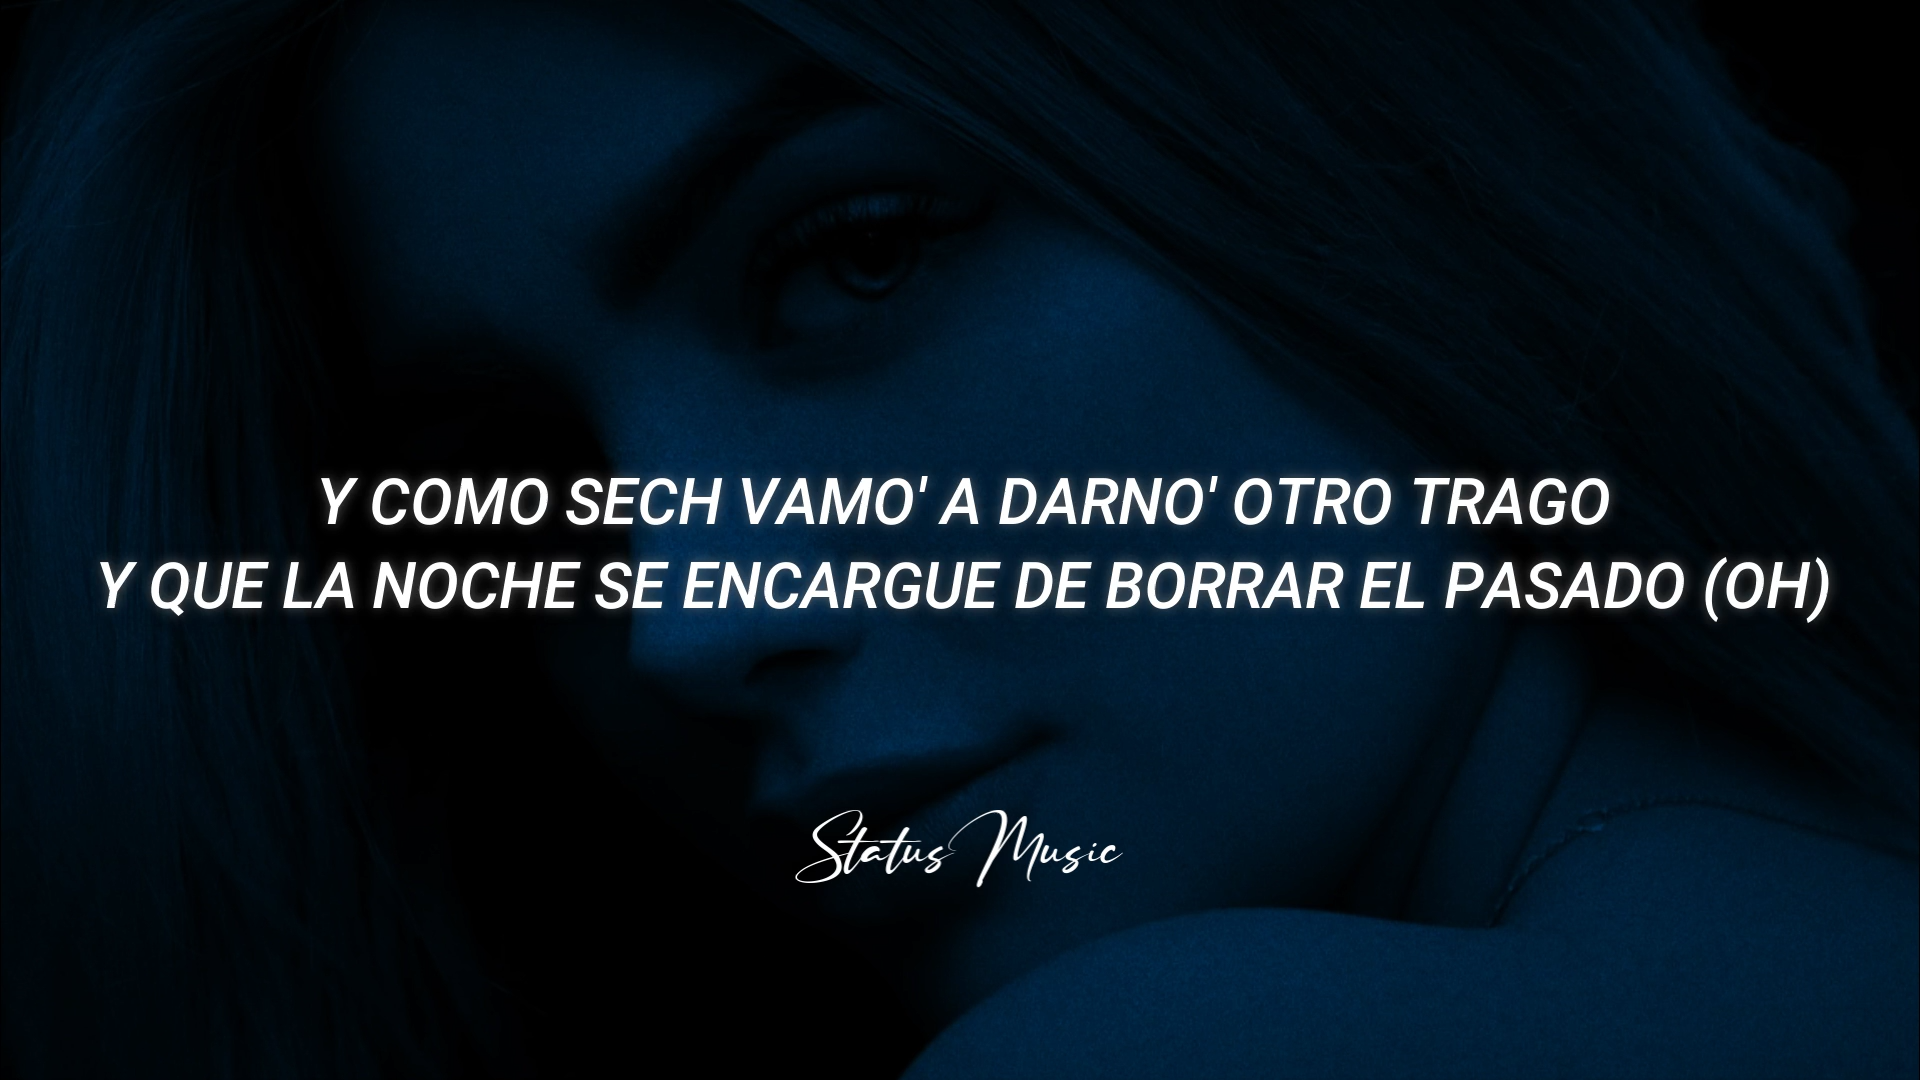 Y COMO SECH VAMO' A DARNO' OTRO TRAGO
Y QUE LA NOCHE SE ENCARGUE DE BORRAR EL PASADO (OH)
Status Music